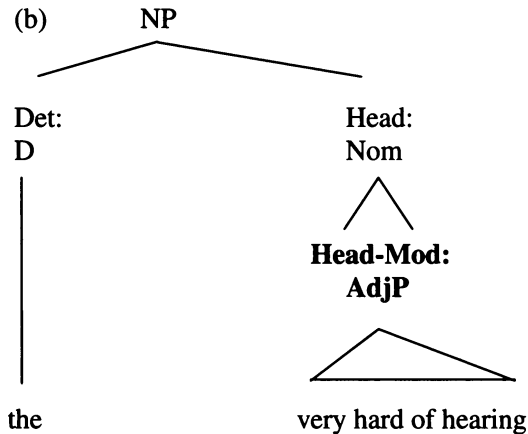 (b) NP
Det: Head:
D Nom
Head-Mod:
AdjP
the very hard of hearing